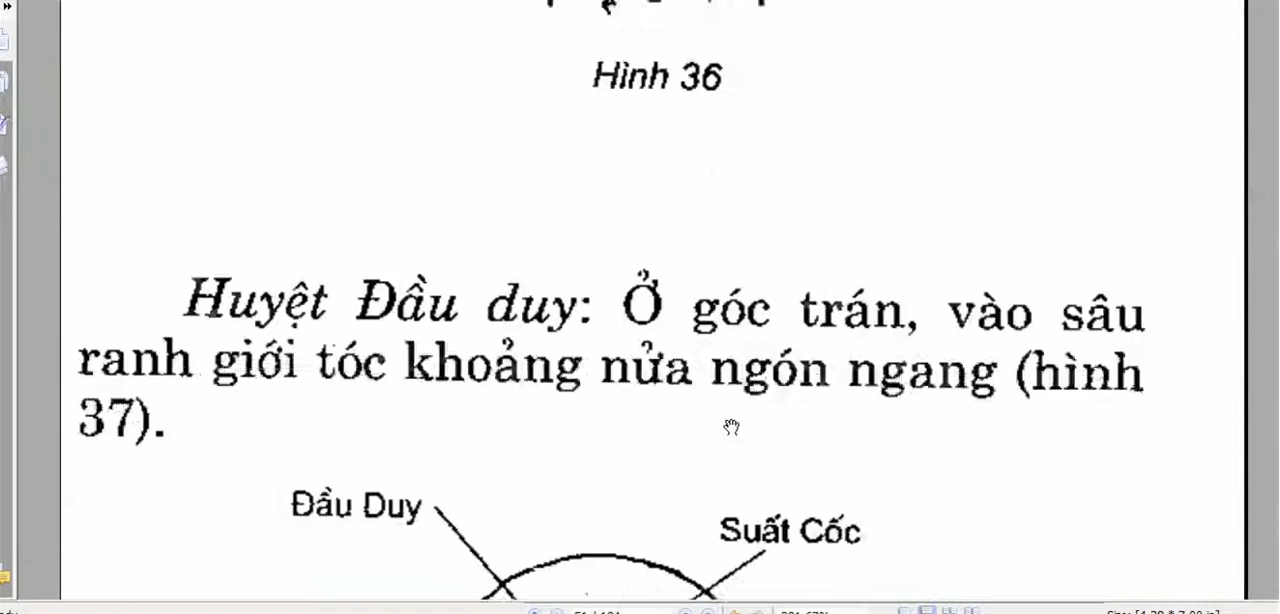 Hình 36
Huyệt Đầu duy: Ở góc trán, vào sâu
ranh giới tóc khoảng nửa ngón ngang (hình
37).
Đầu Duy
Suất Cốc